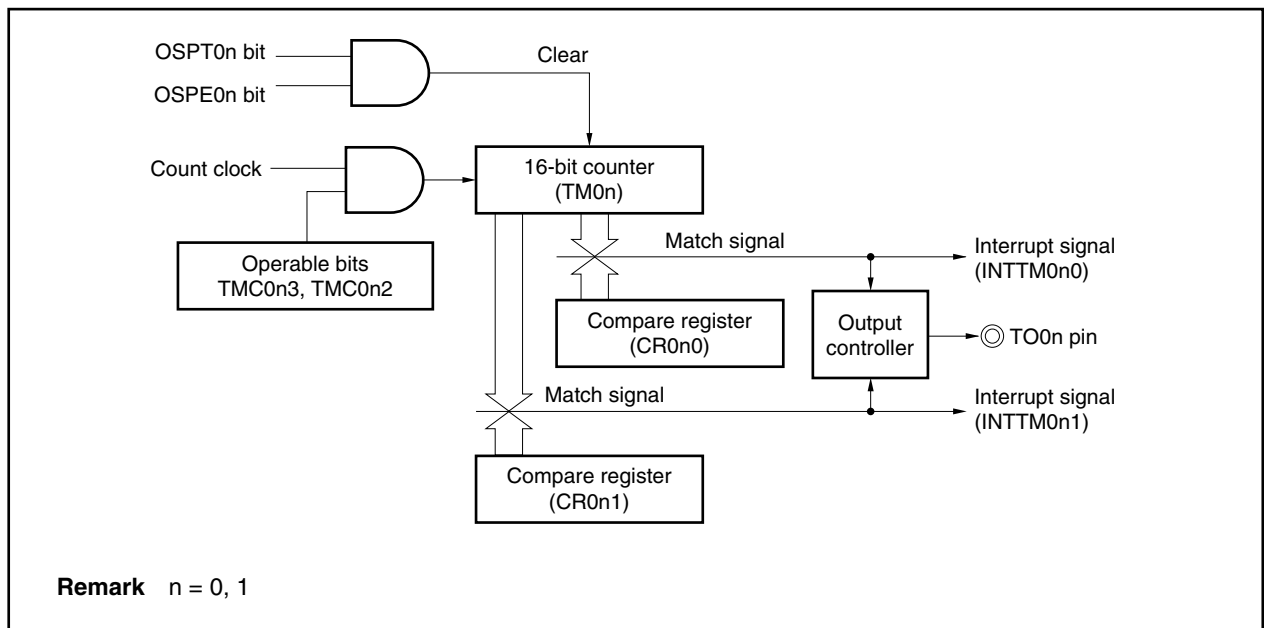 OSPT0n bit
OSPE0n bit
Clear
Count clock
16-bit counter
(TM0n)
Operable bits
TMC0n3, TMC0n2
Match signal
Interrupt signal
(INTTM0n0)
Compare register
(CR0n0)
Output
controller
TO0n pin
Match signal
Interrupt signal
(INTTM0n1)
Compare register
(CR0n1)
Remark n = 0, 1